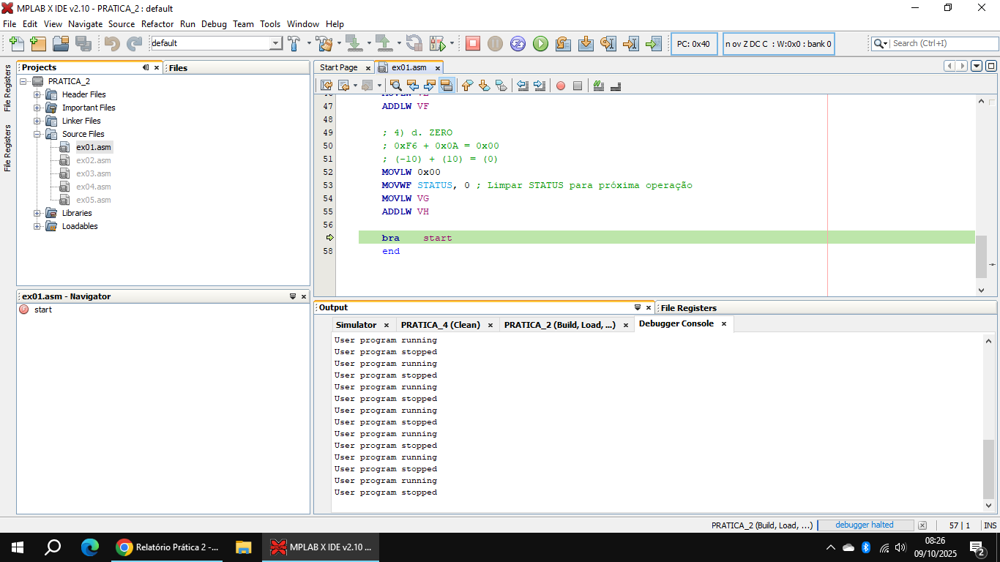 MPLAB X IDE v2.10 - PRATICA_2 : default
File Edit View Navigate Source Refactor Run Debug Team Tools Window Help
default
PC: 0x40
n ov Z DC C : W:0x0 : bank 0
Search (Ctrl+I)
File Registers
File Registers
Projects
Files
PRATICA_2
Header Files
Important Files
Linker Files
Source Files
ex01.asm
ex02.asm
ex03.asm
ex04.asm
ex05.asm
Libraries
Loadables
ex01.asm - Navigator
start
Start Page
ex01.asm
47 ADDLW VF
48
49 ; 4) d. ZERO
50 ; 0xF6 + 0x0A = 0x00
51 ; (-10) + (10) = (0)
52 MOVLW 0x00
53 MOVWF STATUS, 0 ; Limpar STATUS para próxima operação
54 MOVLW VG
55 ADDLW VH
56
bra start
58 end
Output
File Registers
Simulator
PRATICA_4 (Clean)
PRATICA_2 (Build, Load, ...)
Debugger Console
User program running
User program stopped
User program running
User program stopped
User program running
User program stopped
User program running
User program stopped
User program running
User program stopped
User program running
User program stopped
User program running
User program stopped
PRATICA_2 (Build, Load, ...)
debugger halted
57 | 1
INS
Relatório Prática 2 -...
MPLAB X IDE v2.10 ...
08:26
09/10/2025
2